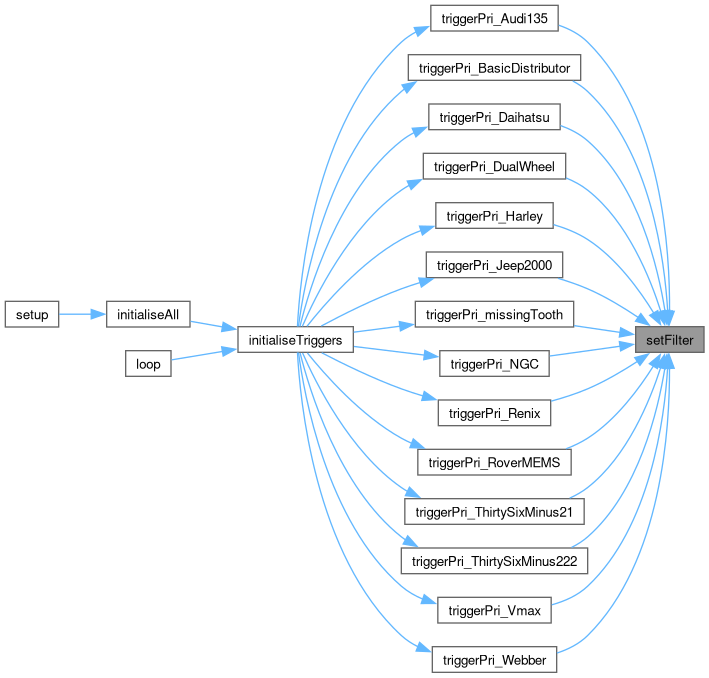 triggerPri_Audi135
triggerPri_BasicDistributor
triggerPri_Daihatsu
triggerPri_DualWheel
triggerPri_Harley
triggerPri_Jeep2000
setup
initialiseAll
triggerPri_missingTooth
initialiseTriggers
setFilter
loop
triggerPri_NGC
triggerPri_Renix
triggerPri_RoverMEMS
triggerPri_ThirtySixMinus21
triggerPri_ThirtySixMinus222
triggerPri_Vmax
triggerPri_Webber